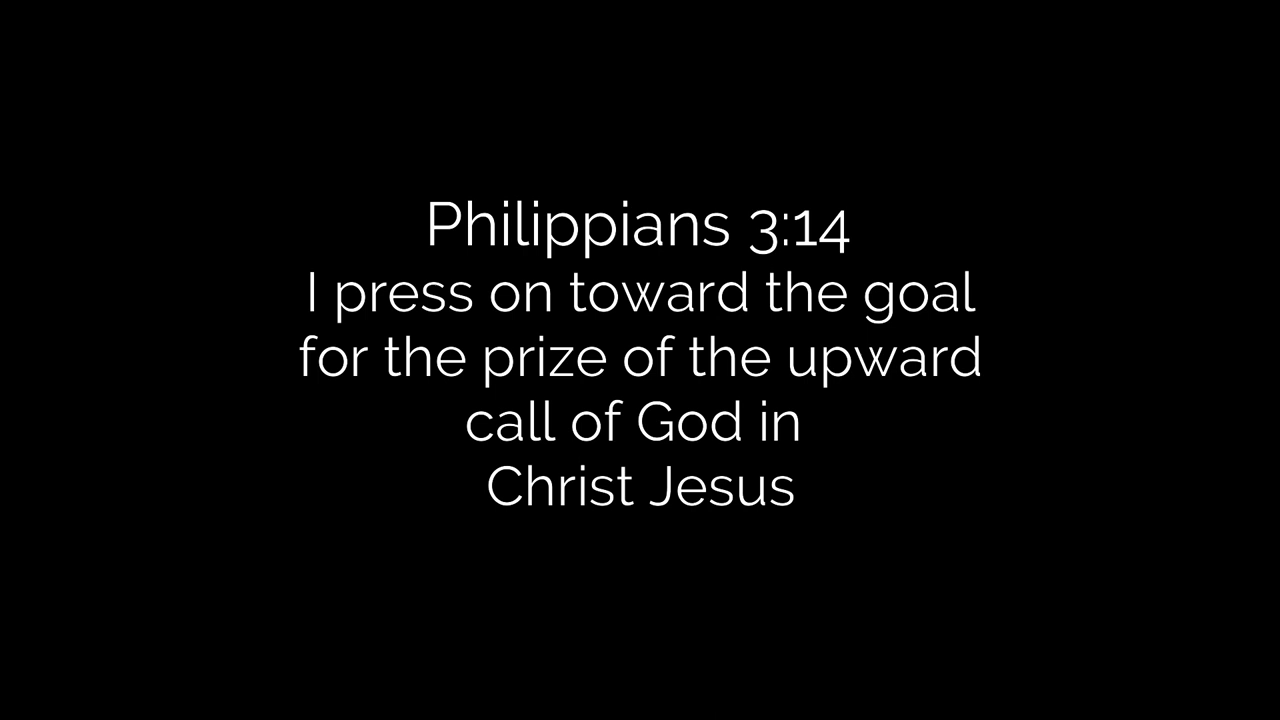 Philippians 3:14
I press on toward the goal
for the prize of the upward
call of God in
Christ Jesus